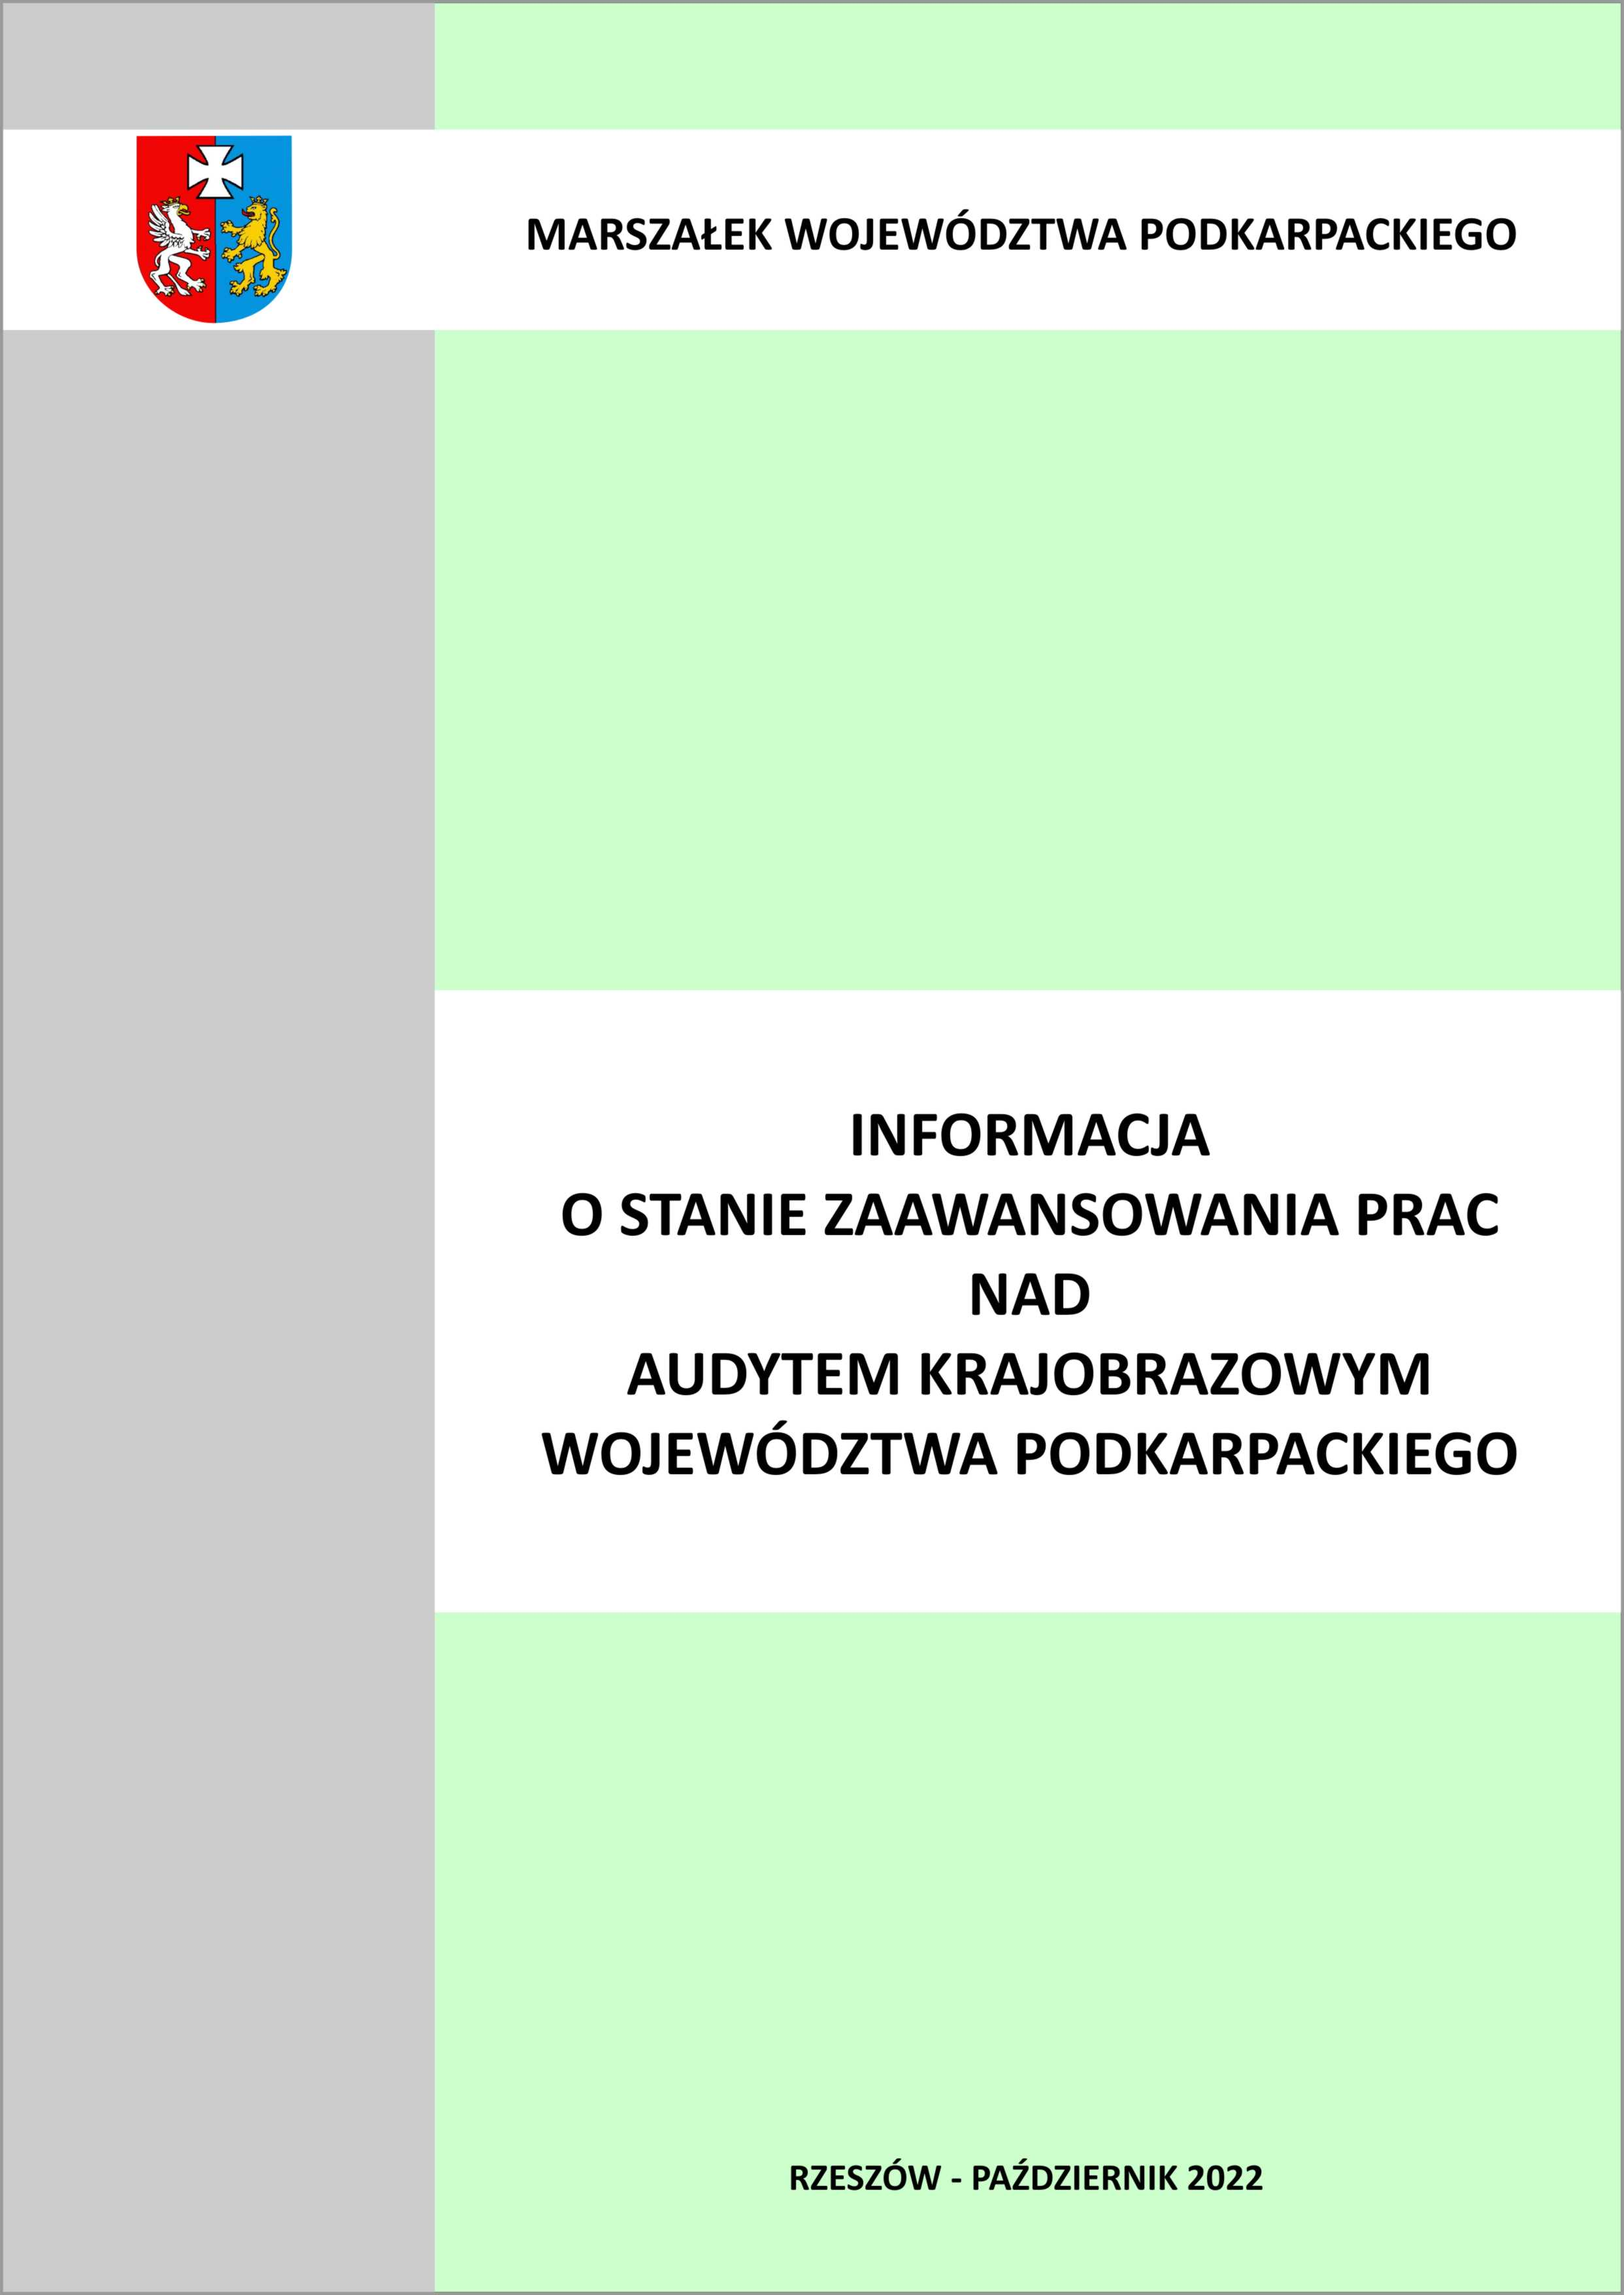 MARSZAŁEK WOJEWÓDZTWA PODKARPACKIEGO
INFORMACJA
O STANIE ZAAWANSOWANIA PRAC
NAD
AUDYTEM KRAJOBRAZOWYM
WOJEWÓDZTWA PODKARPACKIEGO
RZESZÓW - PAŹDZIERNIK 2022